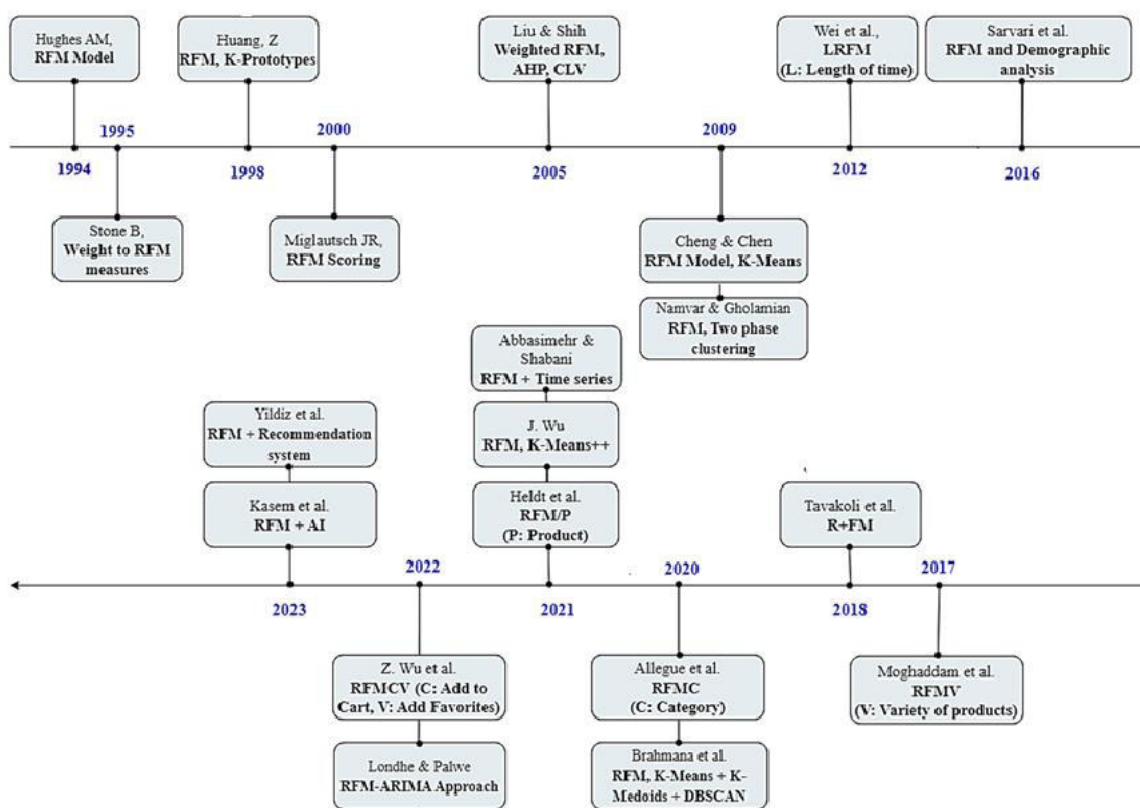 Hughes AM,
RFM Model
Huang, Z
RFM, K-Prototypes
Liu & Shih
Weighted RFM,
AHP, CLV
Wei et al.,
LRFM
(L: Length of time)
Sarvari et al.
RFM and Demographic
analysis
1995
2000
2009
1994
1998
2005
2012
2016
Stone B,
Weight to RFM
measures
Miglautsch JR,
RFM Scoring
Cheng & Chen
RFM Model, K-Means
Namvar & Gholamian
RFM, Two phase
clustering
Abbasimehr &
Shabani
RFM + Time series
Yildiz et al.
RFM + Recommendation
system
J. Wu
RFM, K-Means++
Kasem et al.
RFM + AI
Heldt et al.
RFM/P
(P: Product)
Tavakoli et al.
R+FM
2022
2020
2017
2023
2021
2018
Z. Wu et al.
RFMCV (C: Add to
Cart, V: Add Favorites)
Allegue et al.
RFMC
(C: Category)
Moghaddam et al.
RFMV
(V: Variety of products)
Londhe & Palwe
RFM-ARIMA Approach
Brahmana et al.
RFM, K-Means + K-
Medoids + DBSCAN